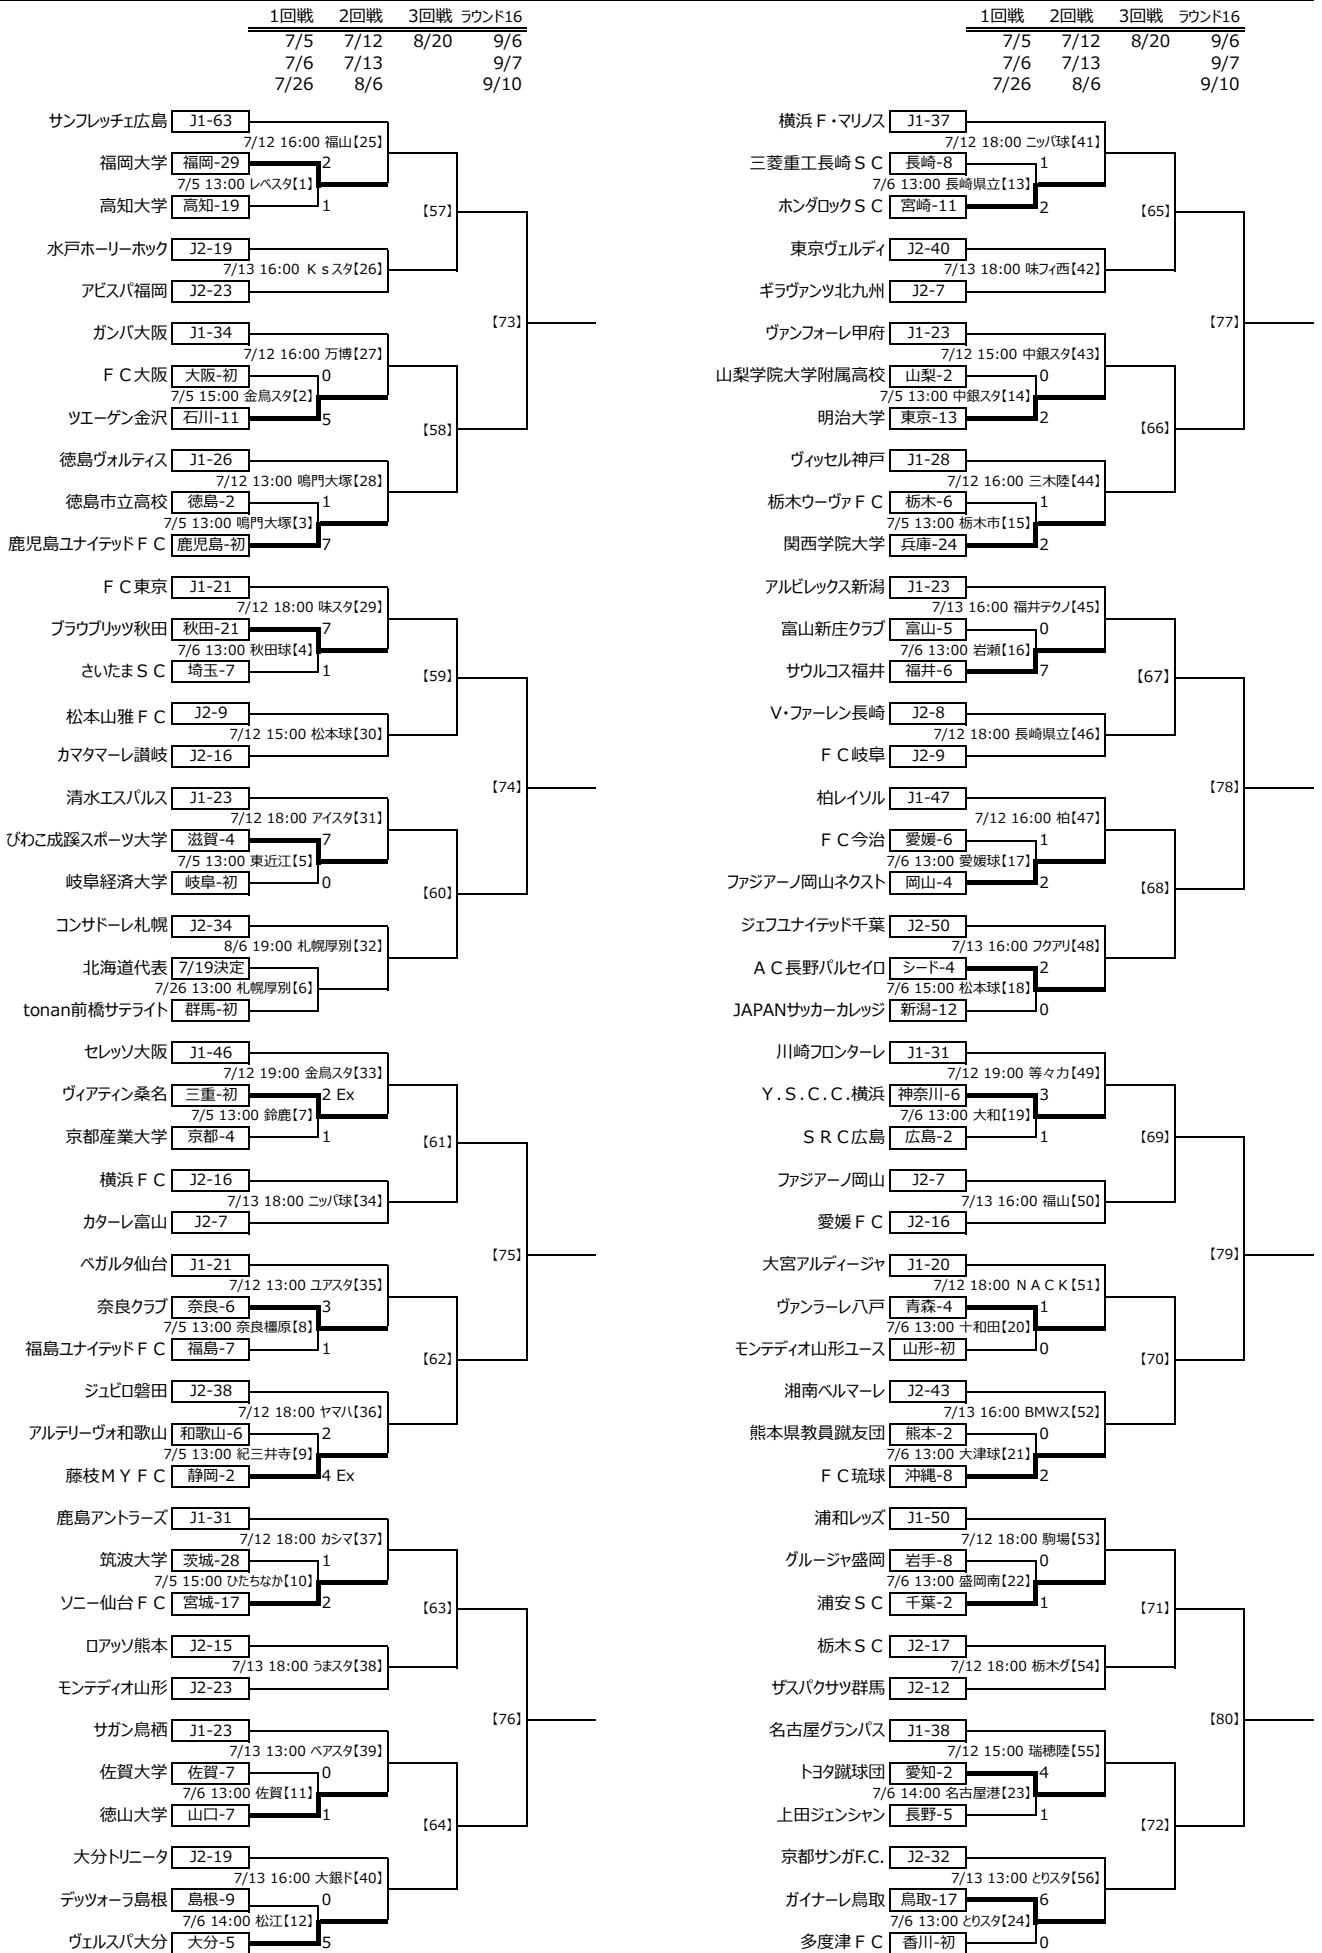 1回戦 2回戦 3回戦 ラウンド16
7/5 7/12 8/20 9/6
7/6 7/13 9/7
7/26 8/6 9/10
サンフレッチェ広島 J1-63
7/12 16:00 福山【25】
福岡大学 福岡-29 2
7/5 13:00 レベスタ【1】
高知大学 高知-19 1
【57】
水戸ホーリーホック J2-19
7/13 16:00 Ｋｓスタ【26】
アビスパ福岡 J2-23
【73】
ガンバ大阪 J1-34
7/12 16:00 万博【27】
ＦＣ大阪 大阪-初 0
7/5 15:00 金鳥スタ【2】
ツエーゲン金沢 石川-11 5
【58】
徳島ヴォルティス J1-26
7/12 13:00 鳴門大塚【28】
徳島市立高校 徳島-2 1
7/5 13:00 鳴門大塚【3】
鹿児島ユナイテッドＦＣ 鹿児島-初 7
ＦＣ東京 J1-21
7/12 18:00 味スタ【29】
ブラウブリッツ秋田 秋田-21 7
7/6 13:00 秋田球【4】
さいたまＳＣ 埼玉-7 1
【59】
松本山雅ＦＣ J2-9
7/12 15:00 松本球【30】
カマタマーレ讃岐 J2-16
【74】
清水エスパルス J1-23
7/12 18:00 アイスタ【31】
びわこ成蹊スポーツ大学 滋賀-4 7
7/5 13:00 東近江【5】
岐阜経済大学 岐阜-初 0
【60】
コンサドーレ札幌 J2-34
8/6 19:00 札幌厚別【32】
北海道代表 7/19決定
7/26 13:00 札幌厚別【6】
tonan前橋サテライト 群馬-初
セレッソ大阪 J1-46
7/12 19:00 金鳥スタ【33】
ヴィアティン桑名 三重-初 2 Ex
7/5 13:00 鈴鹿【7】
京都産業大学 京都-4 1
【61】
横浜ＦＣ J2-16
7/13 18:00 ニッパ球【34】
カターレ富山 J2-7
【75】
ベガルタ仙台 J1-21
7/12 13:00 ユアスタ【35】
奈良クラブ 奈良-6 3
7/5 13:00 奈良橿原【8】
福島ユナイテッドＦＣ 福島-7 1
【62】
ジュビロ磐田 J2-38
7/12 18:00 ヤマハ【36】
アルテリーヴォ和歌山 和歌山-6 2
7/5 13:00 紀三井寺【9】
藤枝ＭＹＦＣ 静岡-2 4 Ex
鹿島アントラーズ J1-31
7/12 18:00 カシマ【37】
筑波大学 茨城-28 1
7/5 15:00 ひたちなか【10】
ソニー仙台ＦＣ 宮城-17 2
【63】
ロアッソ熊本 J2-15
7/13 18:00 うまスタ【38】
モンテディオ山形 J2-23
【76】
サガン鳥栖 J1-23
7/13 13:00 ベアスタ【39】
佐賀大学 佐賀-7 0
7/6 13:00 佐賀【11】
徳山大学 山口-7 1
【64】
大分トリニータ J2-19
7/13 16:00 大銀ド【40】
デッツォーラ島根 島根-9 0
7/6 14:00 松江【12】
ヴェルスパ大分 大分-5 5
1回戦 2回戦 3回戦 ラウンド16
7/5 7/12 8/20 9/6
7/6 7/13 9/7
7/26 8/6 9/10
横浜Ｆ・マリノス J1-37
7/12 18:00 ニッパ球【41】
三菱重工長崎ＳＣ 長崎-8 1
7/6 13:00 長崎県立【13】
ホンダロックＳＣ 宮崎-11 2
【65】
東京ヴェルディ J2-40
7/13 18:00 味フィ西【42】
ギラヴァンツ北九州 J2-7
【77】
ヴァンフォーレ甲府 J1-23
7/12 15:00 中銀スタ【43】
山梨学院大学附属高校 山梨-2 0
7/5 13:00 中銀スタ【14】
明治大学 東京-13 2
【66】
ヴィッセル神戸 J1-28
7/12 16:00 三木陸【44】
栃木ウーヴァＦＣ 栃木-6 1
7/5 13:00 栃木市【15】
関西学院大学 兵庫-24 2
アルビレックス新潟 J1-23
7/13 16:00 福井テクノ【45】
富山新庄クラブ 富山-5 0
7/6 13:00 岩瀬【16】
サウルコス福井 福井-6 7
【67】
V・ファーレン長崎 J2-8
7/12 18:00 長崎県立【46】
ＦＣ岐阜 J2-9
【78】
柏レイソル J1-47
7/12 16:00 柏【47】
ＦＣ今治 愛媛-6 1
7/6 13:00 愛媛球【17】
ファジアーノ岡山ネクスト 岡山-4 2
【68】
ジェフユナイテッド千葉 J2-50
7/13 16:00 フクアリ【48】
ＡＣ長野パルセイロ シード-4 2
7/6 15:00 松本球【18】
JAPANサッカーカレッジ 新潟-12 0
川崎フロンターレ J1-31
7/12 19:00 等々力【49】
Ｙ.Ｓ.Ｃ.Ｃ.横浜 神奈川-6 3
7/6 13:00 大和【19】
ＳＲＣ広島 広島-2 1
【69】
ファジアーノ岡山 J2-7
7/13 16:00 福山【50】
愛媛ＦＣ J2-16
【79】
大宮アルディージャ J1-20
7/12 18:00 ＮＡＣＫ【51】
ヴァンラーレ八戸 青森-4 1
7/6 13:00 十和田【20】
モンテディオ山形ユース 山形-初 0
【70】
湘南ベルマーレ J2-43
7/13 16:00 BMWス【52】
熊本県教員蹴友団 熊本-2 0
7/6 13:00 大津球【21】
ＦＣ琉球 沖縄-8 2
浦和レッズ J1-50
7/12 18:00 駒場【53】
グルージャ盛岡 岩手-8 0
7/6 13:00 盛岡南【22】
浦安ＳＣ 千葉-2 1
【71】
栃木ＳＣ J2-17
7/12 18:00 栃木グ【54】
ザスパクサツ群馬 J2-12
【80】
名古屋グランパス J1-38
7/12 15:00 瑞穂陸【55】
トヨタ蹴球団 愛知-2 4
7/6 14:00 名古屋港【23】
上田ジェンシャン 長野-5 1
【72】
京都サンガF.C. J2-32
7/13 13:00 とりスタ【56】
ガイナーレ鳥取 鳥取-17 6
7/6 13:00 とりスタ【24】
多度津ＦＣ 香川-初 0